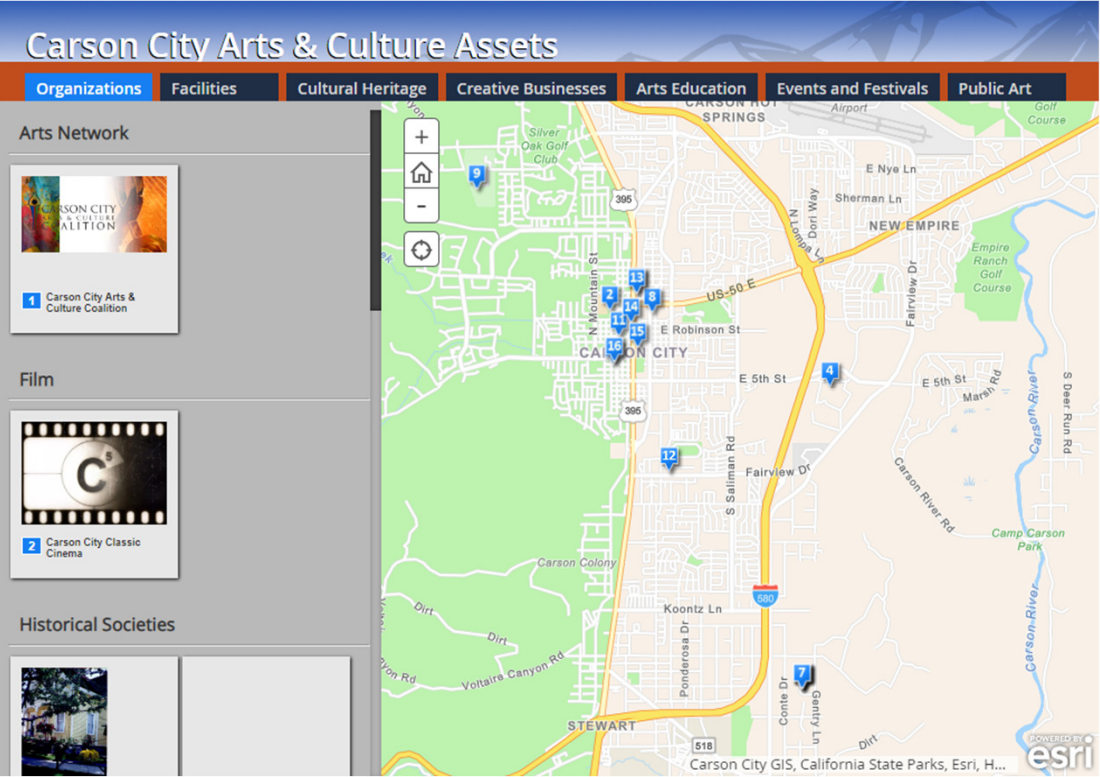 Carson City Arts & Culture Assets
Organizations
Facilities
Cultural Heritage
Creative Businesses
Arts Education
Events and Festivals
Public Art
Arts Network
CARSON CITY
ARTS & CULTURE
COALITION
1
Carson City Arts &
Culture Coalition
Film
C5
2
Carson City Classic
Cinema
Historical Societies
+
-
CARSON HOT
SPRINGS
Airport
Golf
Course
Silver
Oak Golf
Club
9
395
E Nye Ln
Sherman Ln
Dori Way
N Lompa Ln
NEW EMPIRE
Empire
Ranch
Golf
Course
Fairview Dr
N Mountain St
13
2
8
14
11
15
16
US-50 E
E Robinson St
CARSON CITY
E 5th St
4
E 5th St
Marsh Rd
Carson River
S Deer Run Rd
395
12
S Saliman Rd
Fairview Dr
Carson River Rd
Camp Carson
Park
Carson Colony
580
Koontz Ln
Dirt
Dirt
Voltaire Canyon Rd
yon Rd
Ponderosa Dr
Carson River
7
Conte Dr
Gentry Ln
STEWART
518
Dirt
Carson City GIS, California State Parks, Esri, H...
POWERED BY
esri